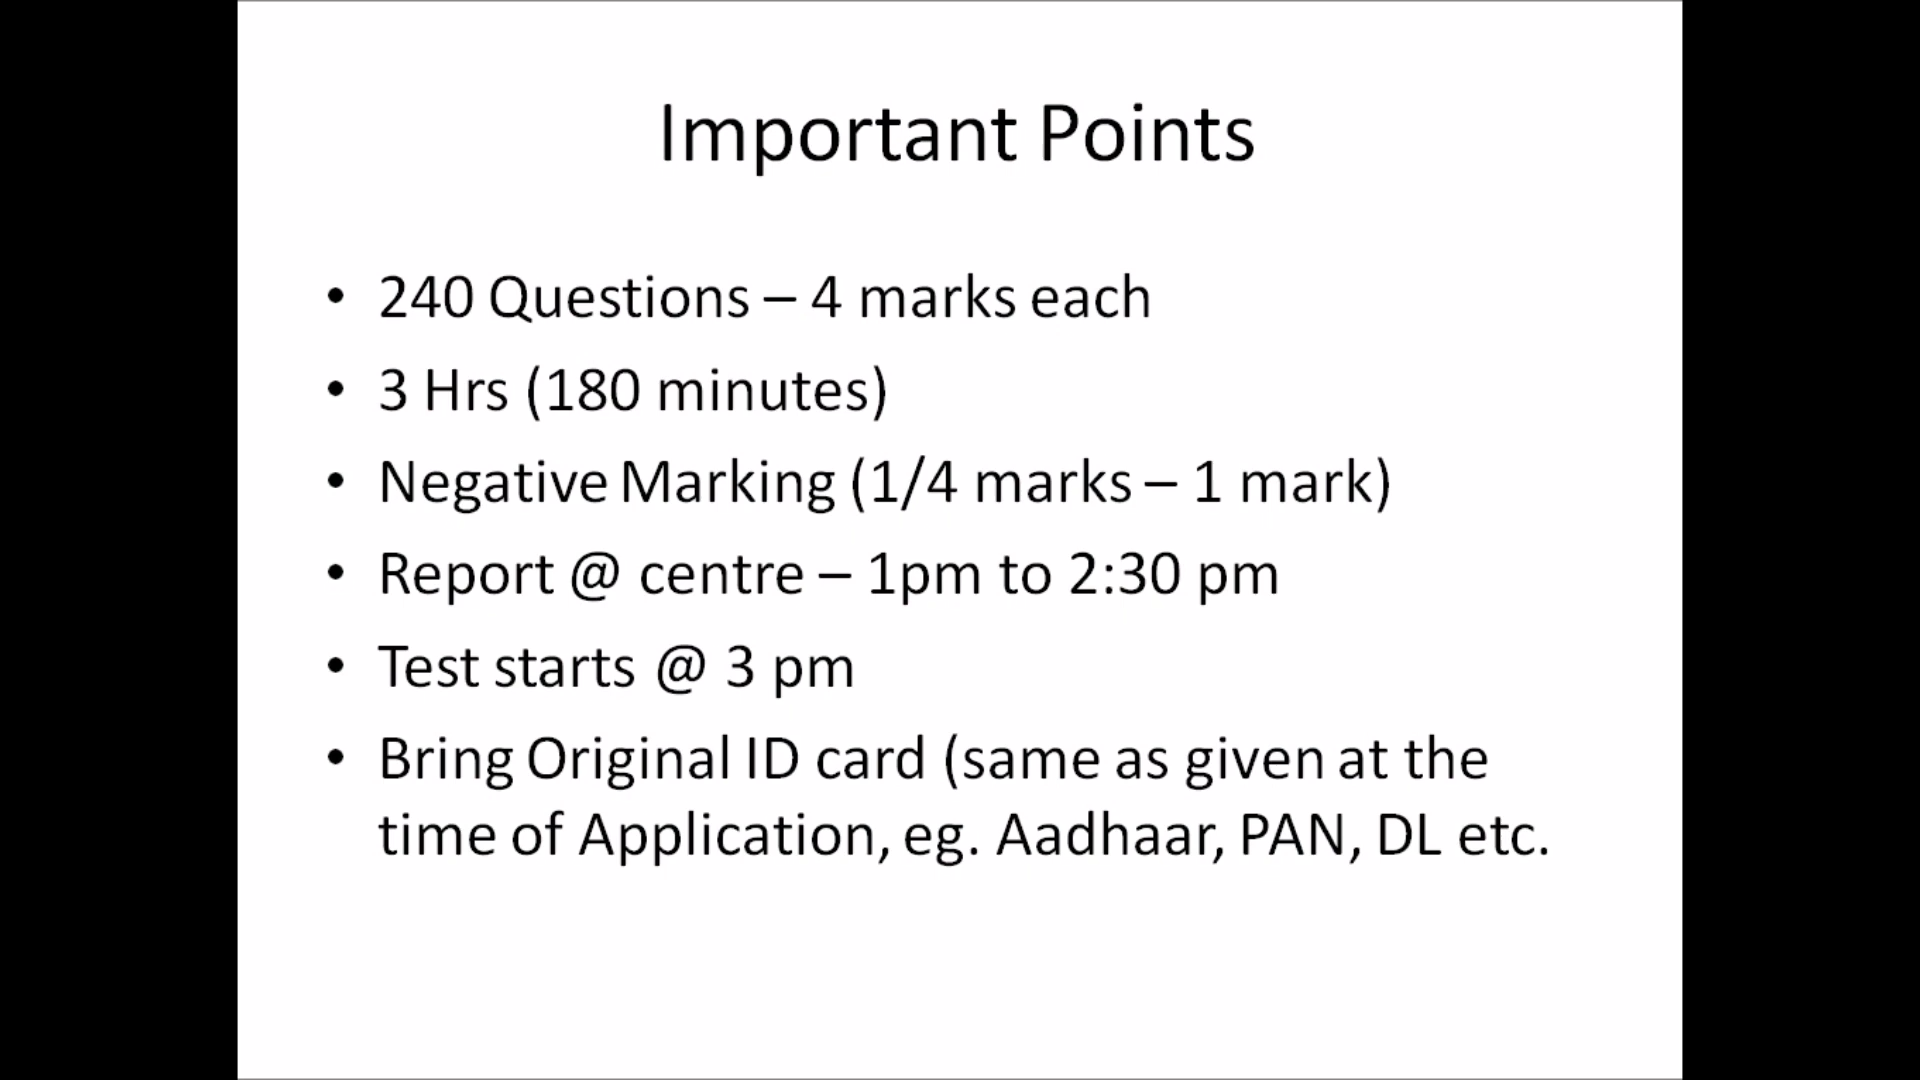 Important Points
• 240 Questions – 4 marks each
• 3 Hrs (180 minutes)
• Negative Marking (1/4 marks – 1 mark)
• Report @ centre – 1pm to 2:30 pm
• Test starts @ 3 pm
• Bring Original ID card (same as given at the
time of Application, eg. Aadhaar, PAN, DL etc.